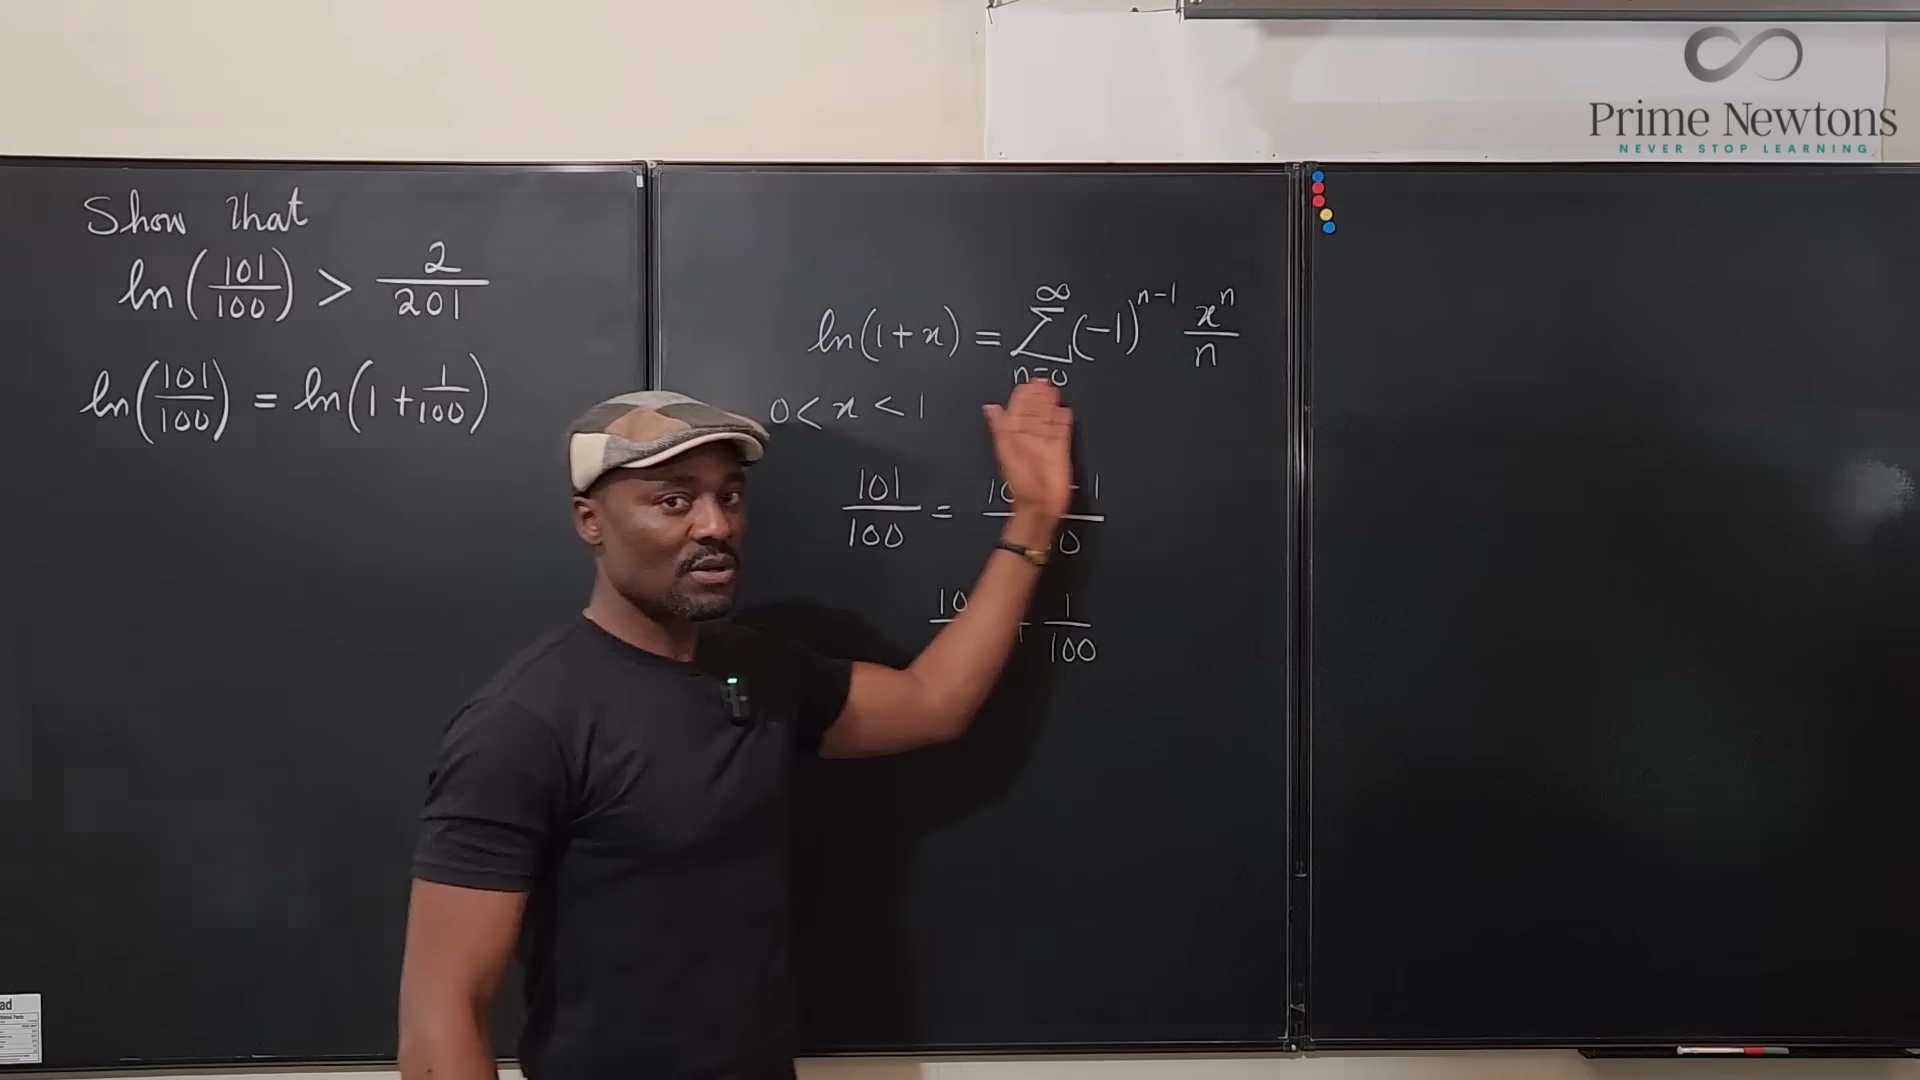 Prime Newtons
NEVER STOP LEARNING
Show that
ln(101/100) > 2/201
ln(101/100) = ln(1 + 1/100)
ln(1+x) = ∑_{n=0}^{∞} (-1)^{n-1} x^n/n
0 < x < 1
101/100 =
1/100
ad